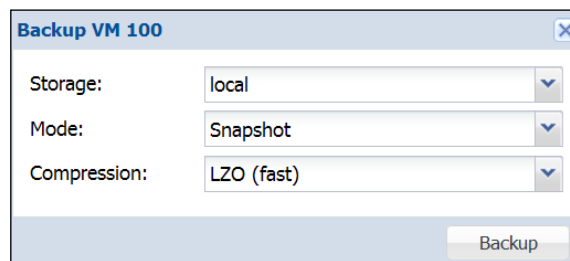 Backup VM 100
Storage: local
Mode: Snapshot
Compression: LZO (fast)
Backup